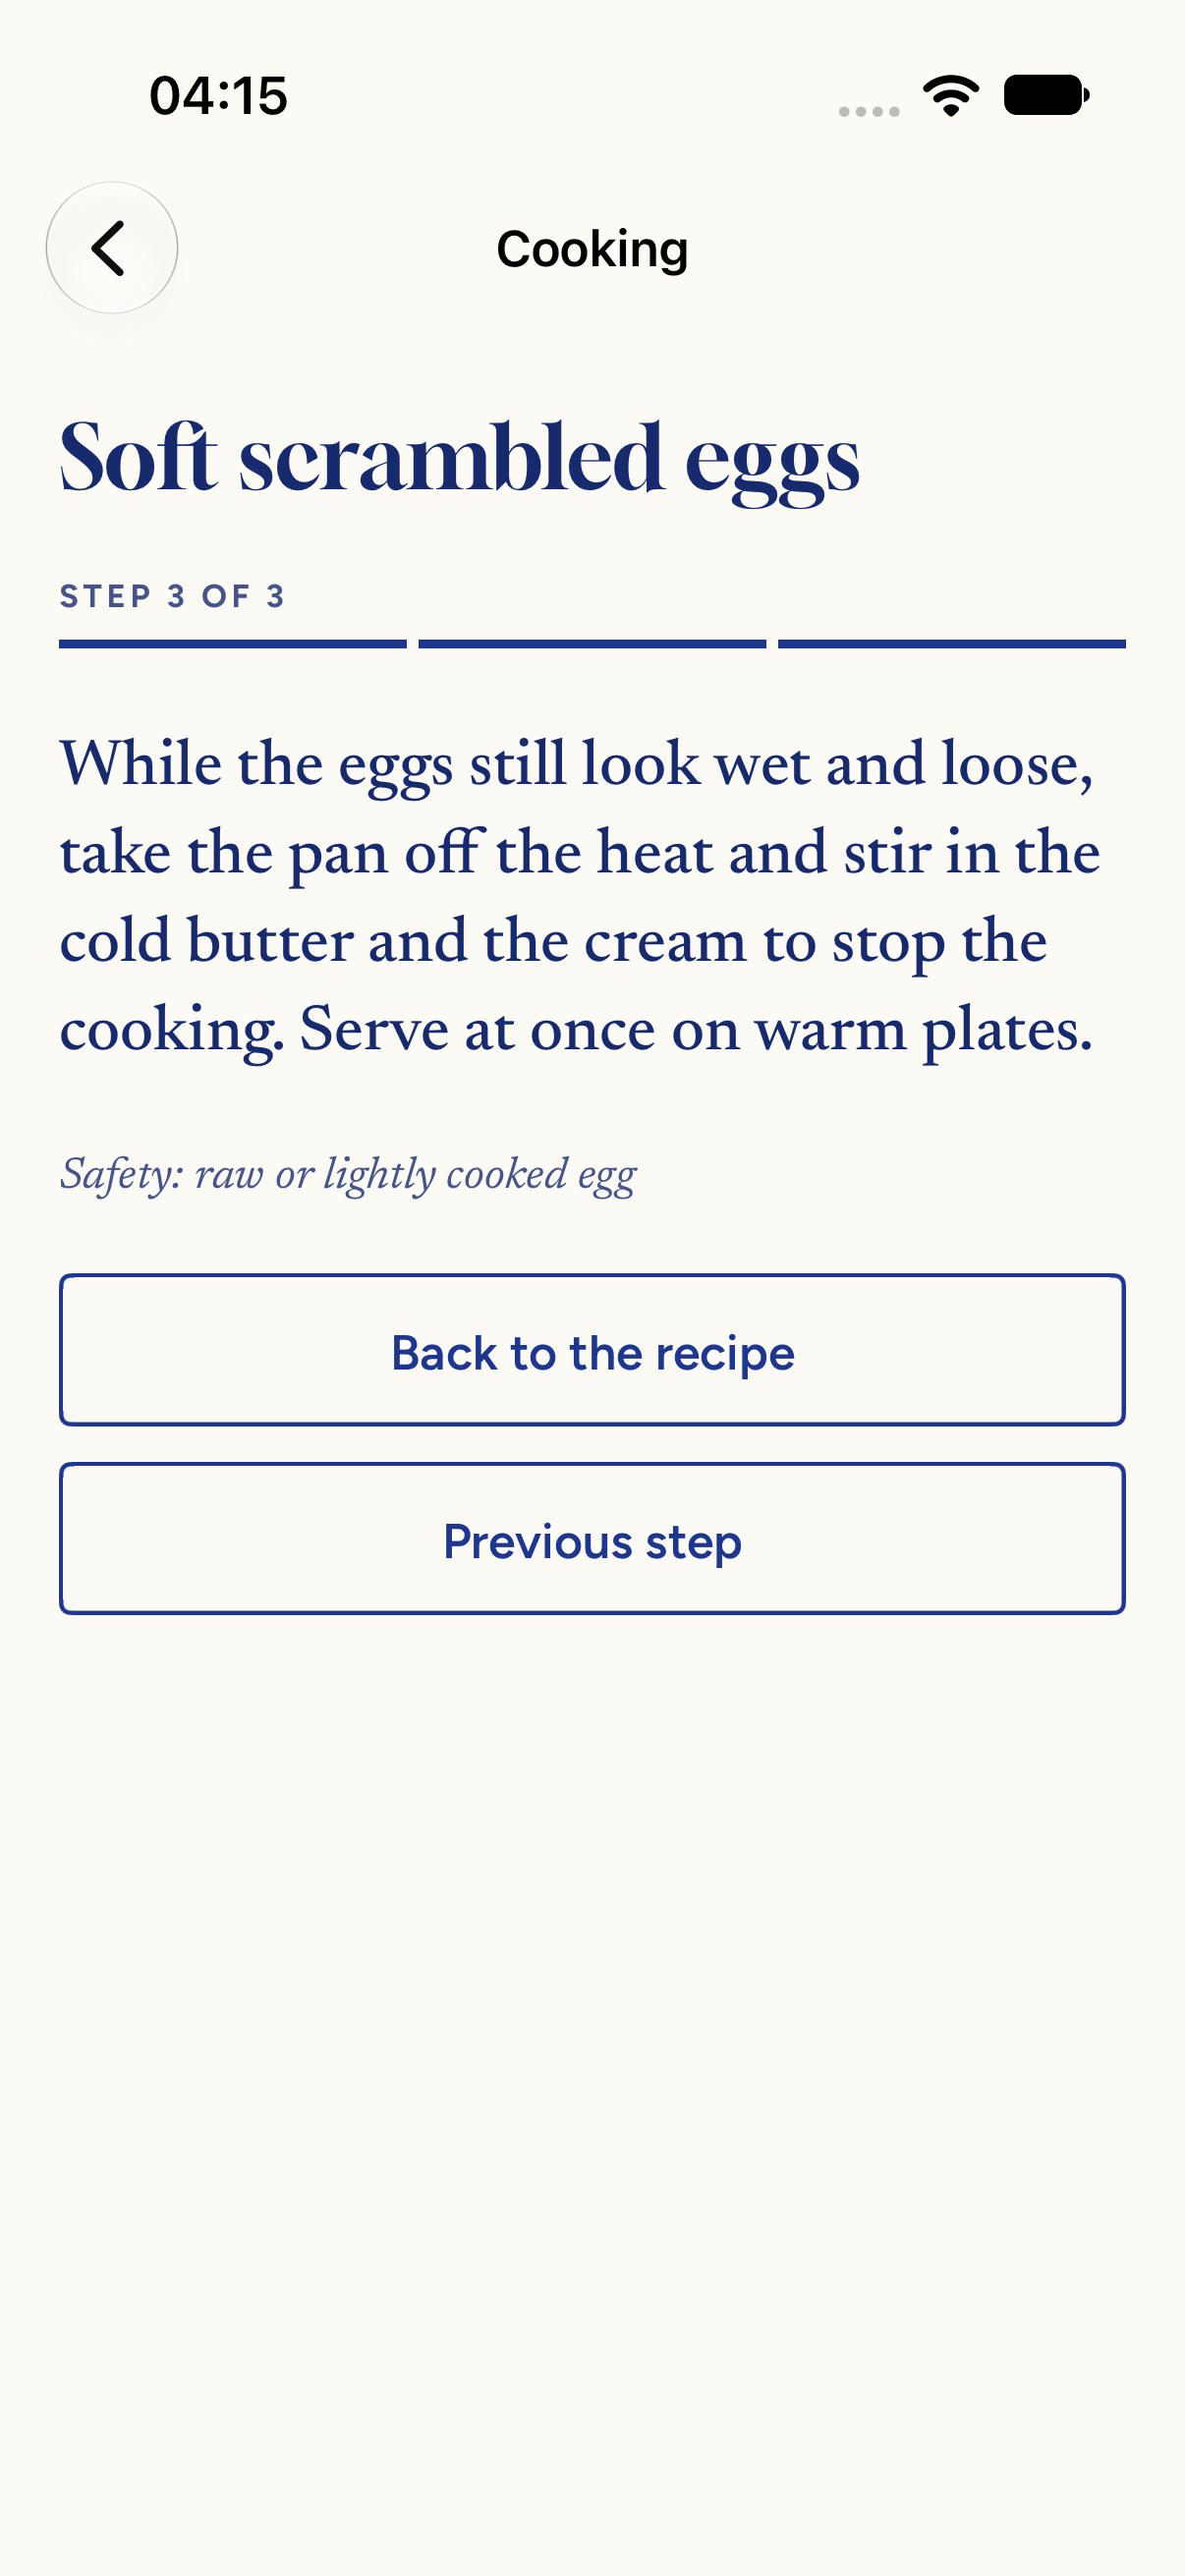 04:15
Cooking
Soft scrambled eggs
STEP 3 OF 3
While the eggs still look wet and loose,
take the pan off the heat and stir in the
cold butter and the cream to stop the
cooking. Serve at once on warm plates.
Safety: raw or lightly cooked egg
Back to the recipe
Previous step